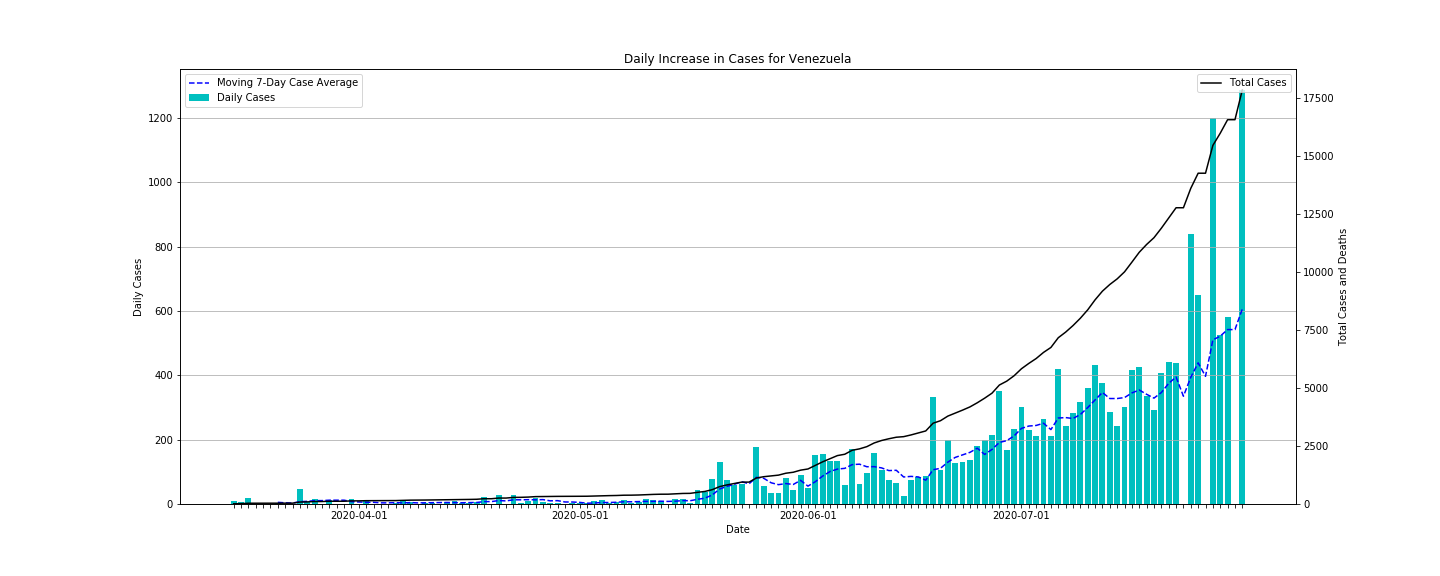 Daily Increase in Cases for Venezuela
Moving 7-Day Case Average
Daily Cases
Total Cases
Daily Cases
1200
1000
800
600
400
200
0
17500
15000
12500
10000
7500
5000
2500
0
Total Cases and Deaths
2020-04-01
2020-05-01
2020-06-01
2020-07-01
Date